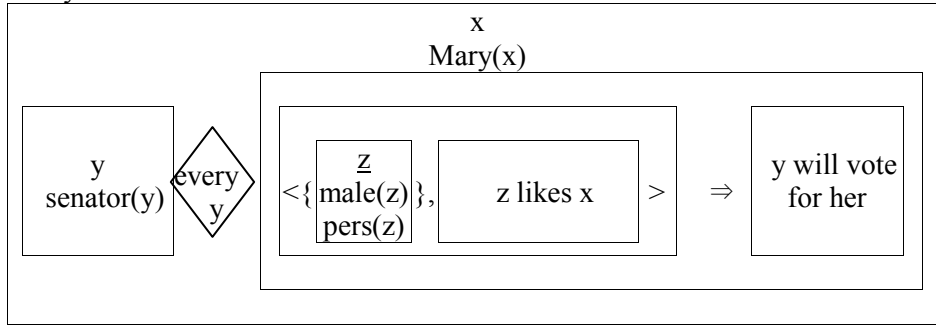 x
Mary(x)
y
senator(y)
every
y
<{
z
male(z)
pers(z)
},
z likes x
>
⇒
y will vote
for her